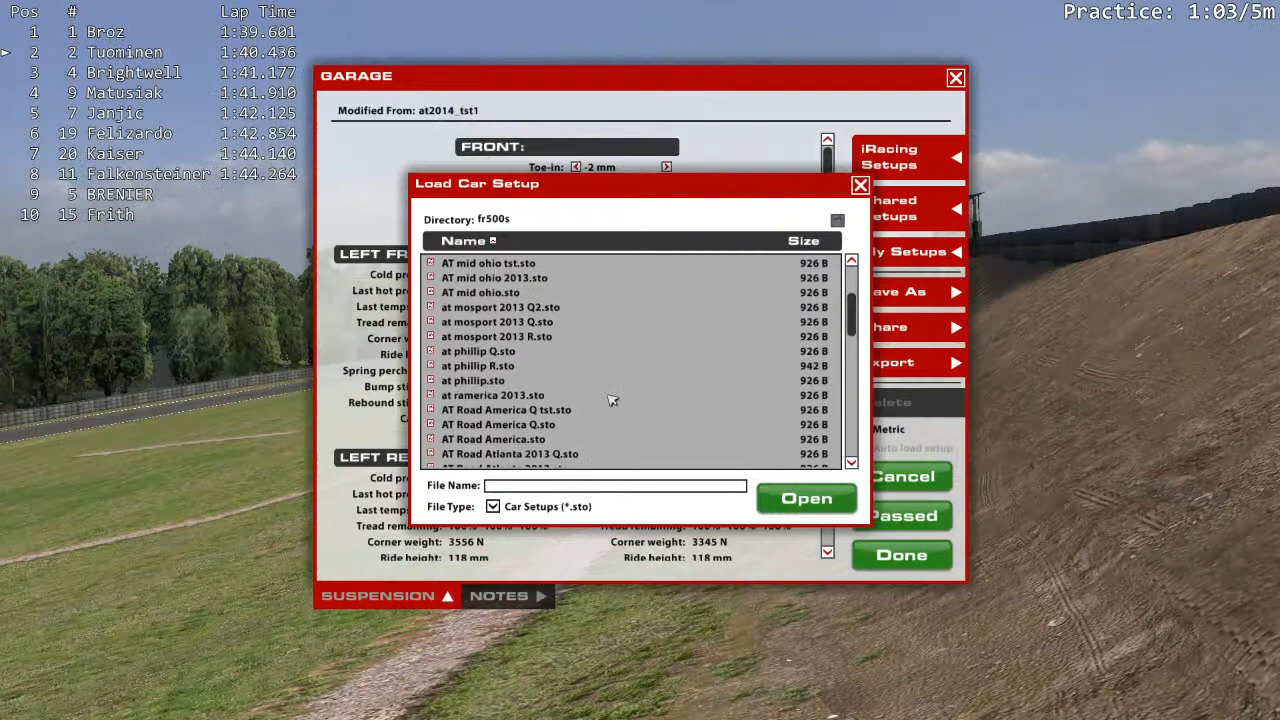 Pos # Lap Time
1 1 Broz 1:39.601
2 2 Tuominen 1:40.436
3 4 Brightwell 1:41.177
4 9 Matusiak 1:41.910
5 7 Janjic 1:42.125
6 19 Felizardo 1:42.854
7 20 Kaiser 1:44.140
8 11 Falkenstemmer 1:44.264
9 5 BRENIER
10 15 Frith
Practice: 1:03/5m
GARAGE
Modified From: at2014_tst1
FRONT:
Toe-in: -2 mm
iRacing
Setups
hared
etups
ly Setups
ave As
hare
xport
elete
Metric
Auto load setup
Cancel
Passed
Done
LEFT FR
Cold pre
Last hot pr
Last temps
Tread rema
Corner w
Ride h
Spring perch
Bump sti
Rebound sti
LEFT RE
Cold pre
Last hot pr
Last temps
Tread remaining:
Corner weight: 3556 N
Corner weight: 3345 N
Ride height: 118 mm
Ride height: 118 mm
SUSPENSION
NOTES
Load Car Setup
Directory: fr500s
Name Size
AT mid ohio tst.sto 926 B
AT mid ohio 2013.sto 926 B
AT mid ohio.sto 926 B
at mosport 2013 Q2.sto 926 B
at mosport 2013 Q.sto 926 B
at mosport 2013 R.sto 926 B
at phillip Q.sto 926 B
at phillip R.sto 942 B
at phillip.sto 926 B
at ramerica 2013.sto 926 B
AT Road America Q tst.sto 926 B
AT Road America Q.sto 926 B
AT Road America.sto 926 B
AT Road Atlanta 2013 Q.sto 926 B
File Name:
Open
File Type: Car Setups (*.sto)